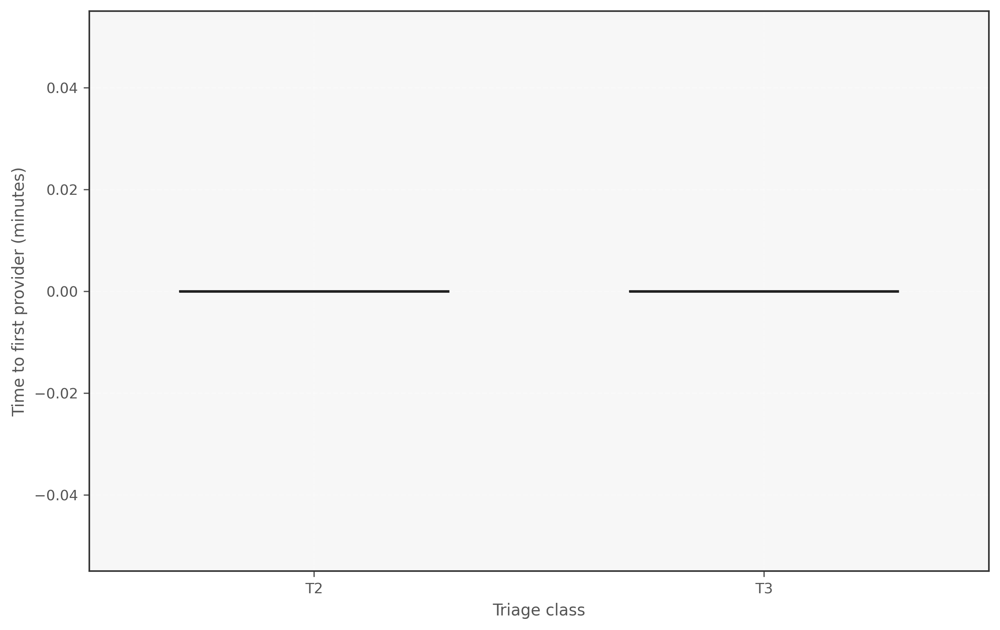 Time to first provider (minutes)
0.04
0.02
0.00
−0.02
−0.04
T2
T3
Triage class